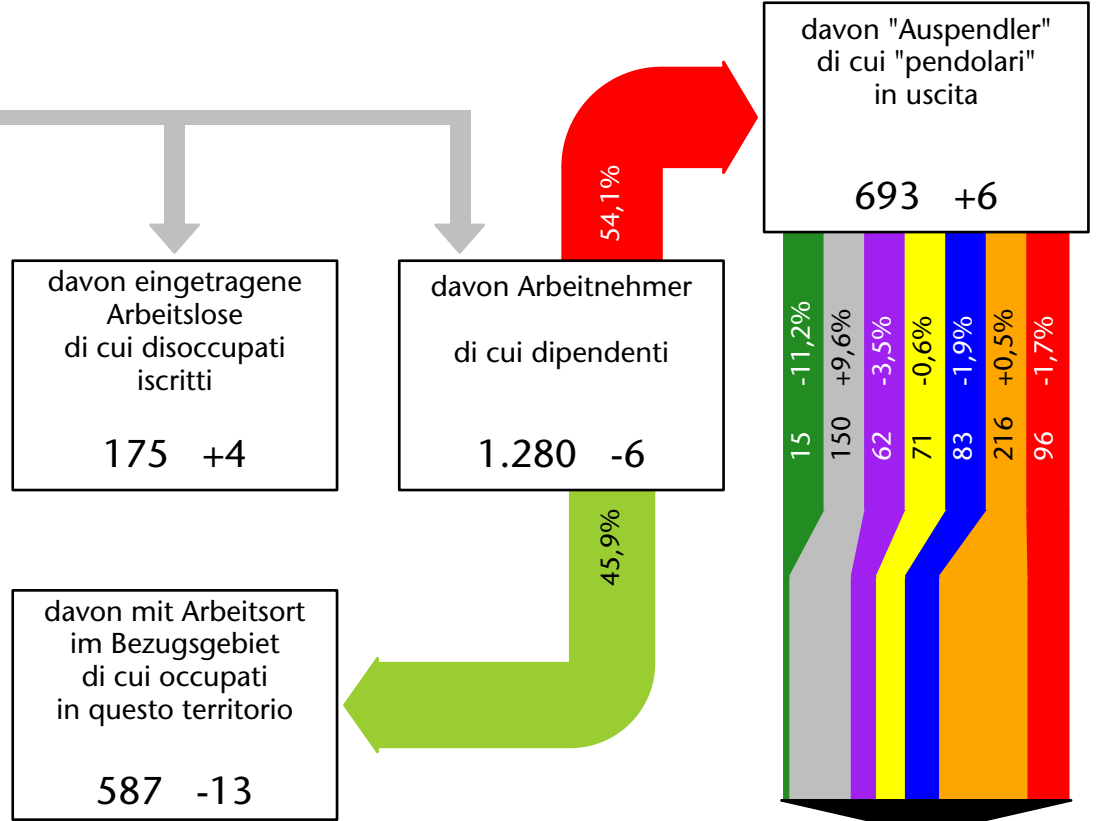 davon "Auspendler"
di cui "pendolari"
in uscita
693 +6
54,1%
davon eingetragene
Arbeitslose
di cui disoccupati
iscritti
175 +4
davon Arbeitnehmer
di cui dipendenti
1.280 -6
15 -11,2%
150 +9,6%
62 -3,5%
71 -0,6%
83 -1,9%
216 +0,5%
96 -1,7%
45,9%
davon mit Arbeitsort
im Bezugsgebiet
di cui occupati
in questo territorio
587 -13